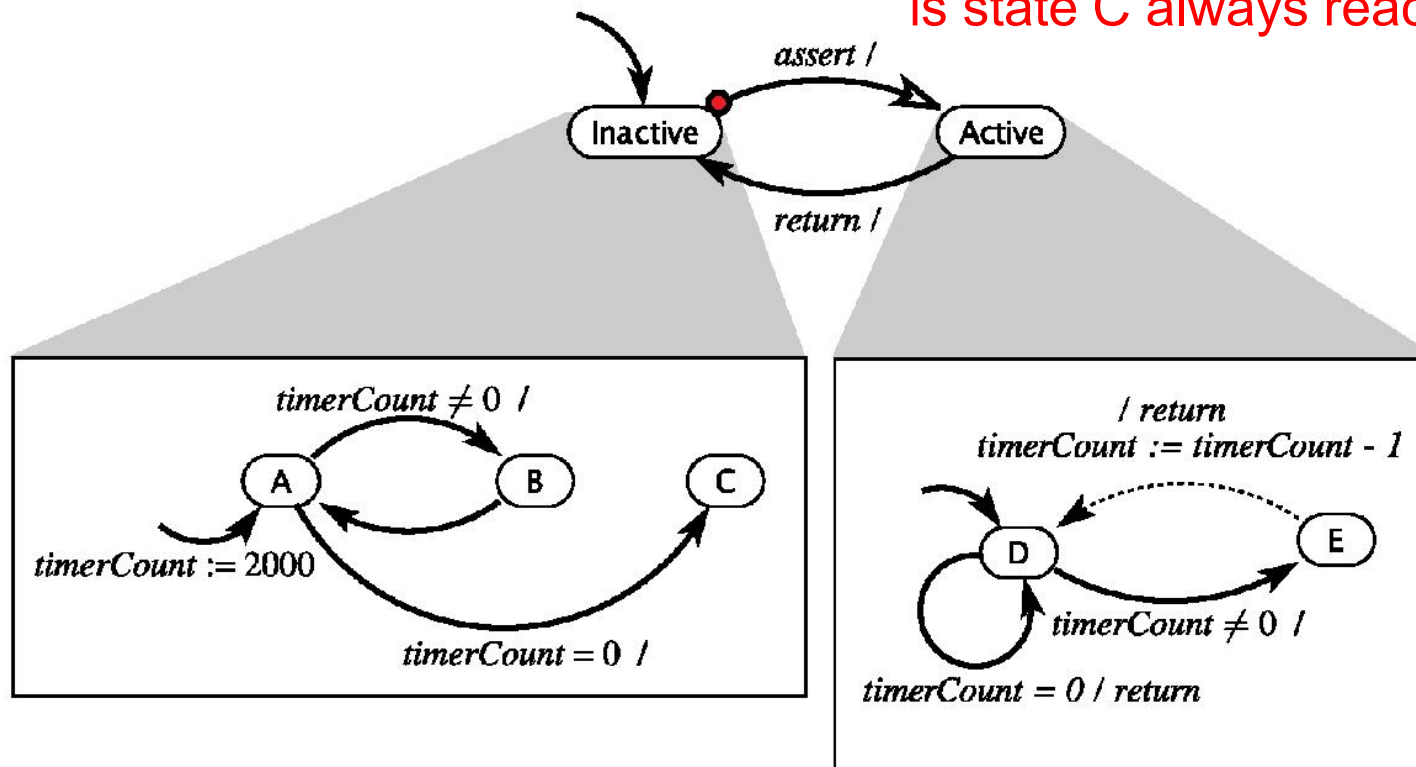 is state C always
assert /
Inactive
Active
return /
timerCount ≠ 0 /
A
B
C
timerCount := 2000
timerCount = 0 /
/ return
timerCount := timerCount - 1
D
E
timerCount ≠ 0 /
timerCount = 0 / return